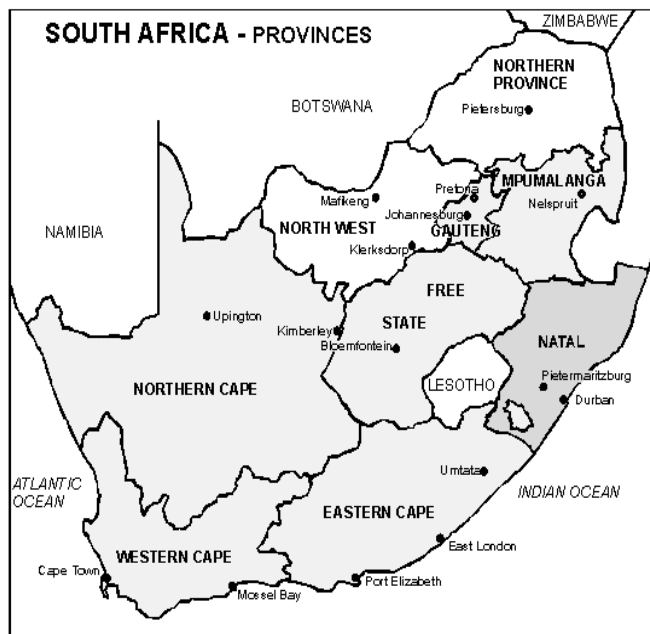 ZIMBABWE
SOUTH AFRICA - PROVINCES
NORTHERN
PROVINCE
BOTSWANA
Pietersburg
MPUMALANGA
Pretoria
Mafikeng
Nelspruit
Johannesburg
NORTH WEST
GAUTENG
NAMIBIA
Klerksdorp
FREE
STATE
Upington
Kimberley
Bloemfontein
NATAL
LESOTHO
Pietermaritzburg
NORTHERN CAPE
Durban
Umtata
ATLANTIC
OCEAN
INDIAN OCEAN
EASTERN CAPE
East London
WESTERN CAPE
Cape Town
Port Elizabeth
Mossel Bay